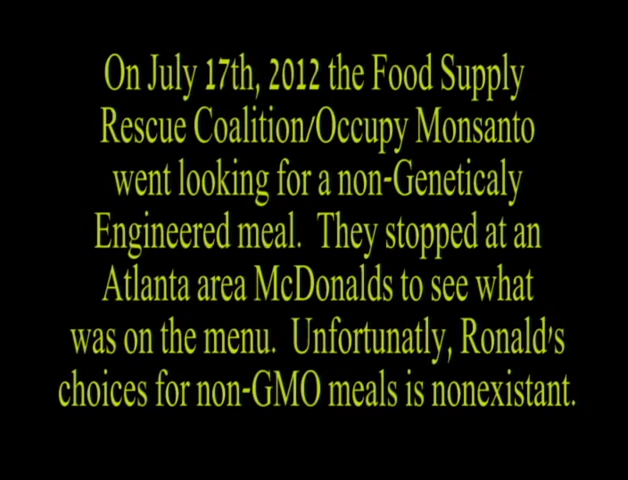 On July 17th, 2012 the Food Supply
Rescue Coalition/Occupy Monsanto
went looking for a non-Geneticaly
Engineered meal.  They stopped at an
Atlanta area McDonalds to see what
was on the menu.  Unfortunatly, Ronald's
choices for non-GMO meals is nonexistant.